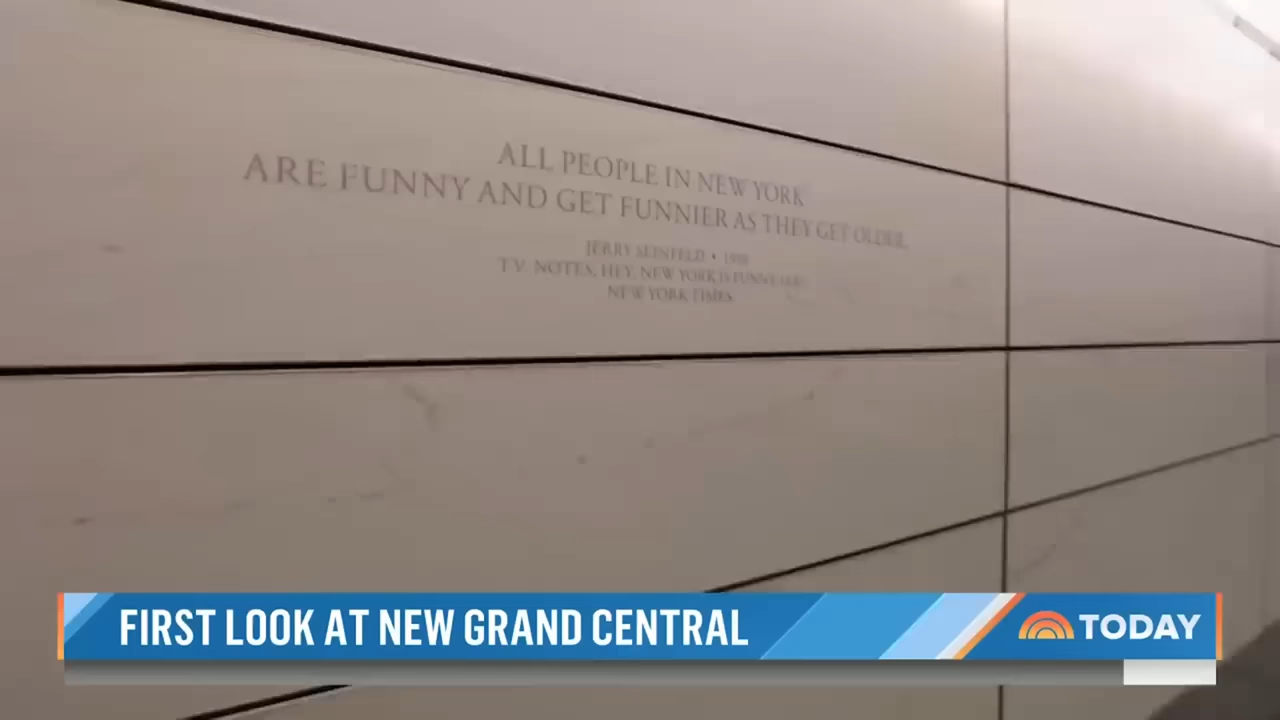 ALL PEOPLE IN NEW YORK
ARE FUNNY AND GET FUNNIER AS THEY GET OLDER.
JERRY SEINFELD •
T.V. NOTES, HEY, NEW YORK IS FUNNY
NEW YORK TIMES
FIRST LOOK AT NEW GRAND CENTRAL
TODAY